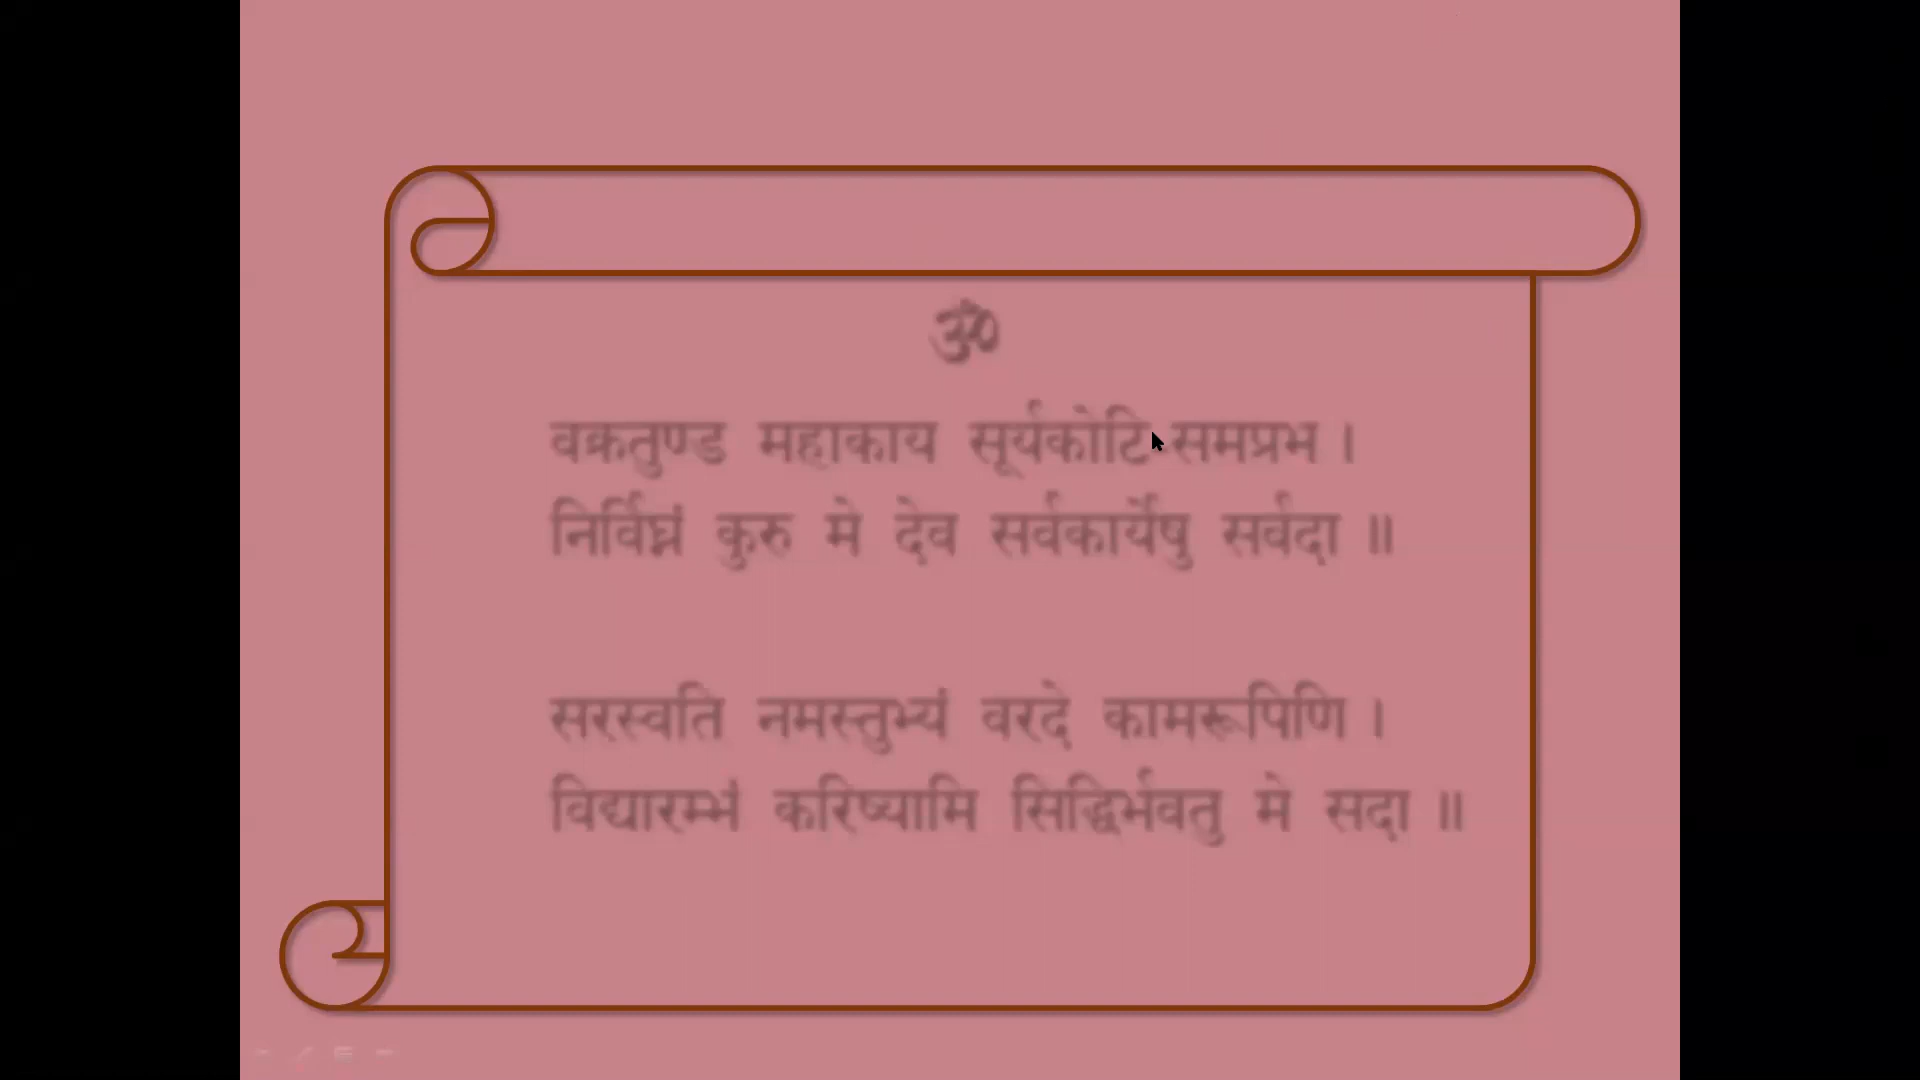 ॐ
वक्रतुण्ड महाकाय सूर्यकोटि समप्रभ ।
निर्विघ्नं कुरु मे देव सर्वकार्येषु सर्वदा ॥
सरस्वति नमस्तुभ्यं वरदे कामरूपिणि ।
विद्यारम्भं करिष्यामि सिद्धिर्भवतु मे सदा ॥